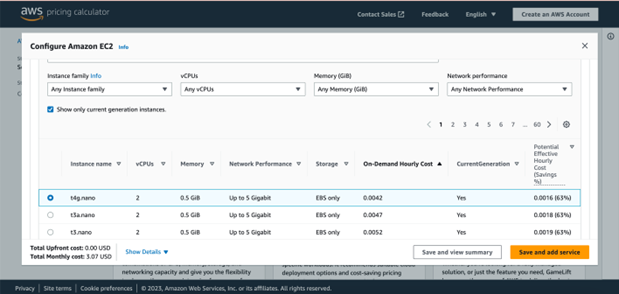 aws pricing calculator
Contact Sales
Feedback
English
Create an AWS Account
Configure Amazon EC2 Info
Instance family Info
vCPUs
Memory (GiB)
Network performance
Any Instance family
Any vCPUs
Any Memory (GiB)
Any Network Performance
Show only current generation instances.
1 2 3 4 5 6 7 ... 60
Instance name
vCPUs
Memory
Network Performance
Storage
On-Demand Hourly Cost
CurrentGeneration
Potential
Effective
Hourly
Cost
(Savings
%)
t4g.nano 2 0.5 GiB Up to 5 Gigabit EBS only 0.0042 Yes 0.0016 (63%)
t3a.nano 2 0.5 GiB Up to 5 Gigabit EBS only 0.0047 Yes 0.0018 (63%)
t3.nano 2 0.5 GiB Up to 5 Gigabit EBS only 0.0052 Yes 0.0019 (63%)
Total Upfront cost: 0.00 USD
Total Monthly cost: 3.07 USD
Show Details
Save and view summary
Save and add service
networking capacity and give you the flexibility
deployment options and cost-saving pricing
solution, or just the feature you need, GameLift
Privacy | Site terms | Cookie preferences | © 2023, Amazon Web Services, Inc. or its affiliates. All rights reserved.